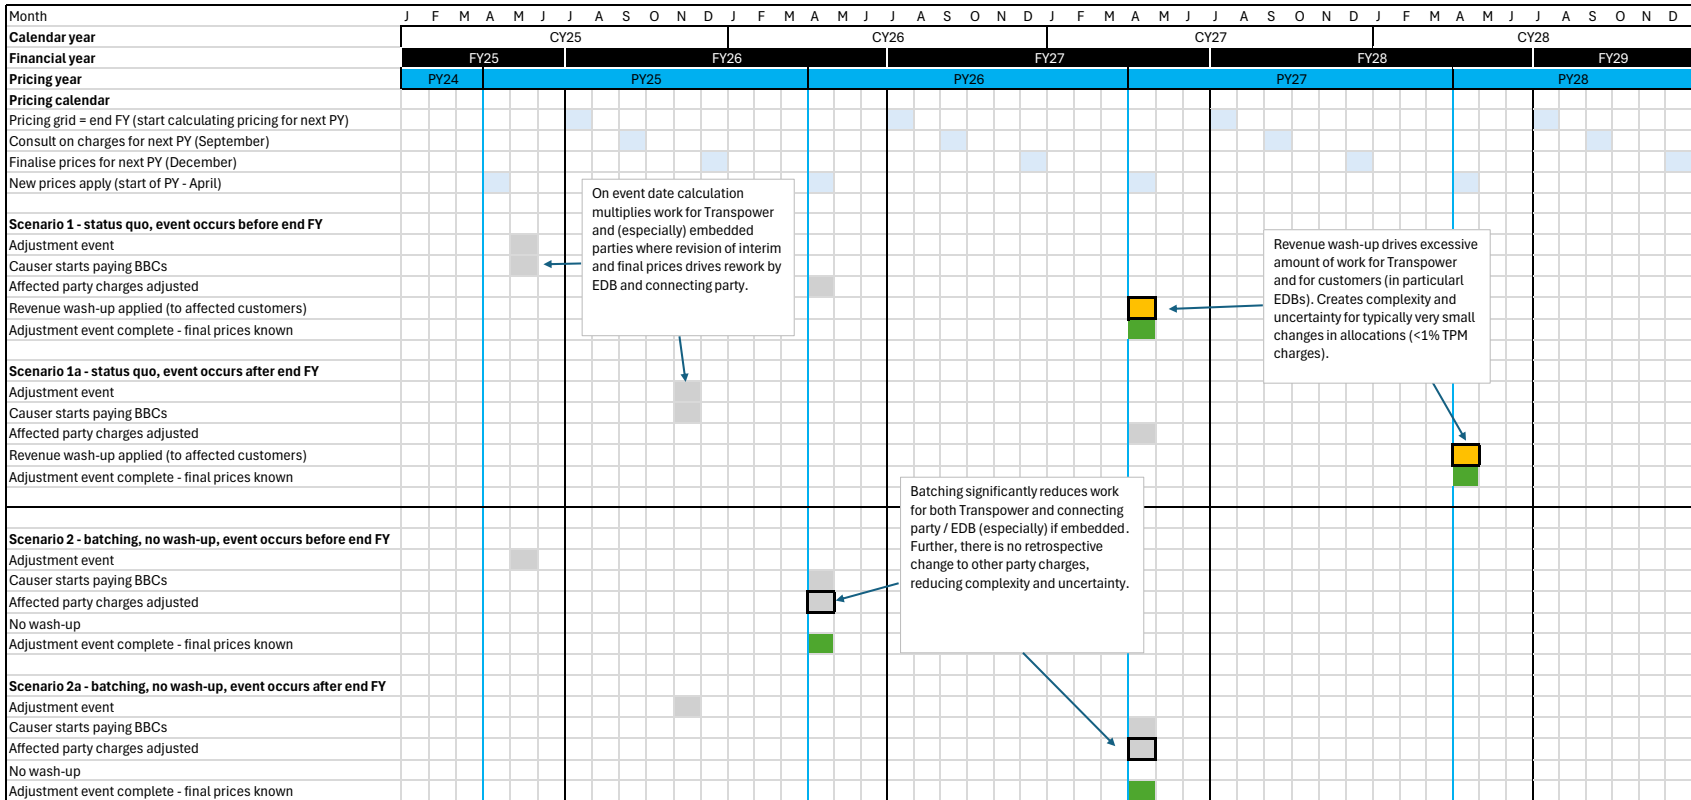 Month J F M A M J J A S O N D J F M A M J J A S O N D J F M A M J J A S O N D J F M A M J J A S O N D
Calendar year CY25 CY26 CY27 CY28
Financial year FY25 FY26 FY27 FY28 FY29
Pricing year PY24 PY25 PY26 PY27 PY28
Pricing calendar
Pricing grid = end FY (start calculating pricing for next PY)
Consult on charges for next PY (September)
Finalise prices for next PY (December)
New prices apply (start of PY - April)
On event date calculation
multiplies work for Transpower
and (especially) embedded
parties where revision of interim
and final prices drives rework by
EDB and connecting party.
Scenario 1 - status quo, event occurs before end FY
Adjustment event
Causer starts paying BBCs
Affected party charges adjusted
Revenue wash-up applied (to affected customers)
Adjustment event complete - final prices known
Revenue wash-up drives excessive
amount of work for Transpower
and for customers (in particularl
EDBs). Creates complexity and
uncertainty for typically very small
changes in allocations (<1% TPM
charges).
Scenario 1a - status quo, event occurs after end FY
Adjustment event
Causer starts paying BBCs
Affected party charges adjusted
Revenue wash-up applied (to affected customers)
Adjustment event complete - final prices known
Batching significantly reduces work
for both Transpower and connecting
party / EDB (especially) if embedded.
Further, there is no retrospective
change to other party charges,
reducing complexity and uncertainty.
Scenario 2 - batching, no wash-up, event occurs before end FY
Adjustment event
Causer starts paying BBCs
Affected party charges adjusted
No wash-up
Adjustment event complete - final prices known
Scenario 2a - batching, no wash-up, event occurs after end FY
Adjustment event
Causer starts paying BBCs
Affected party charges adjusted
No wash-up
Adjustment event complete - final prices known